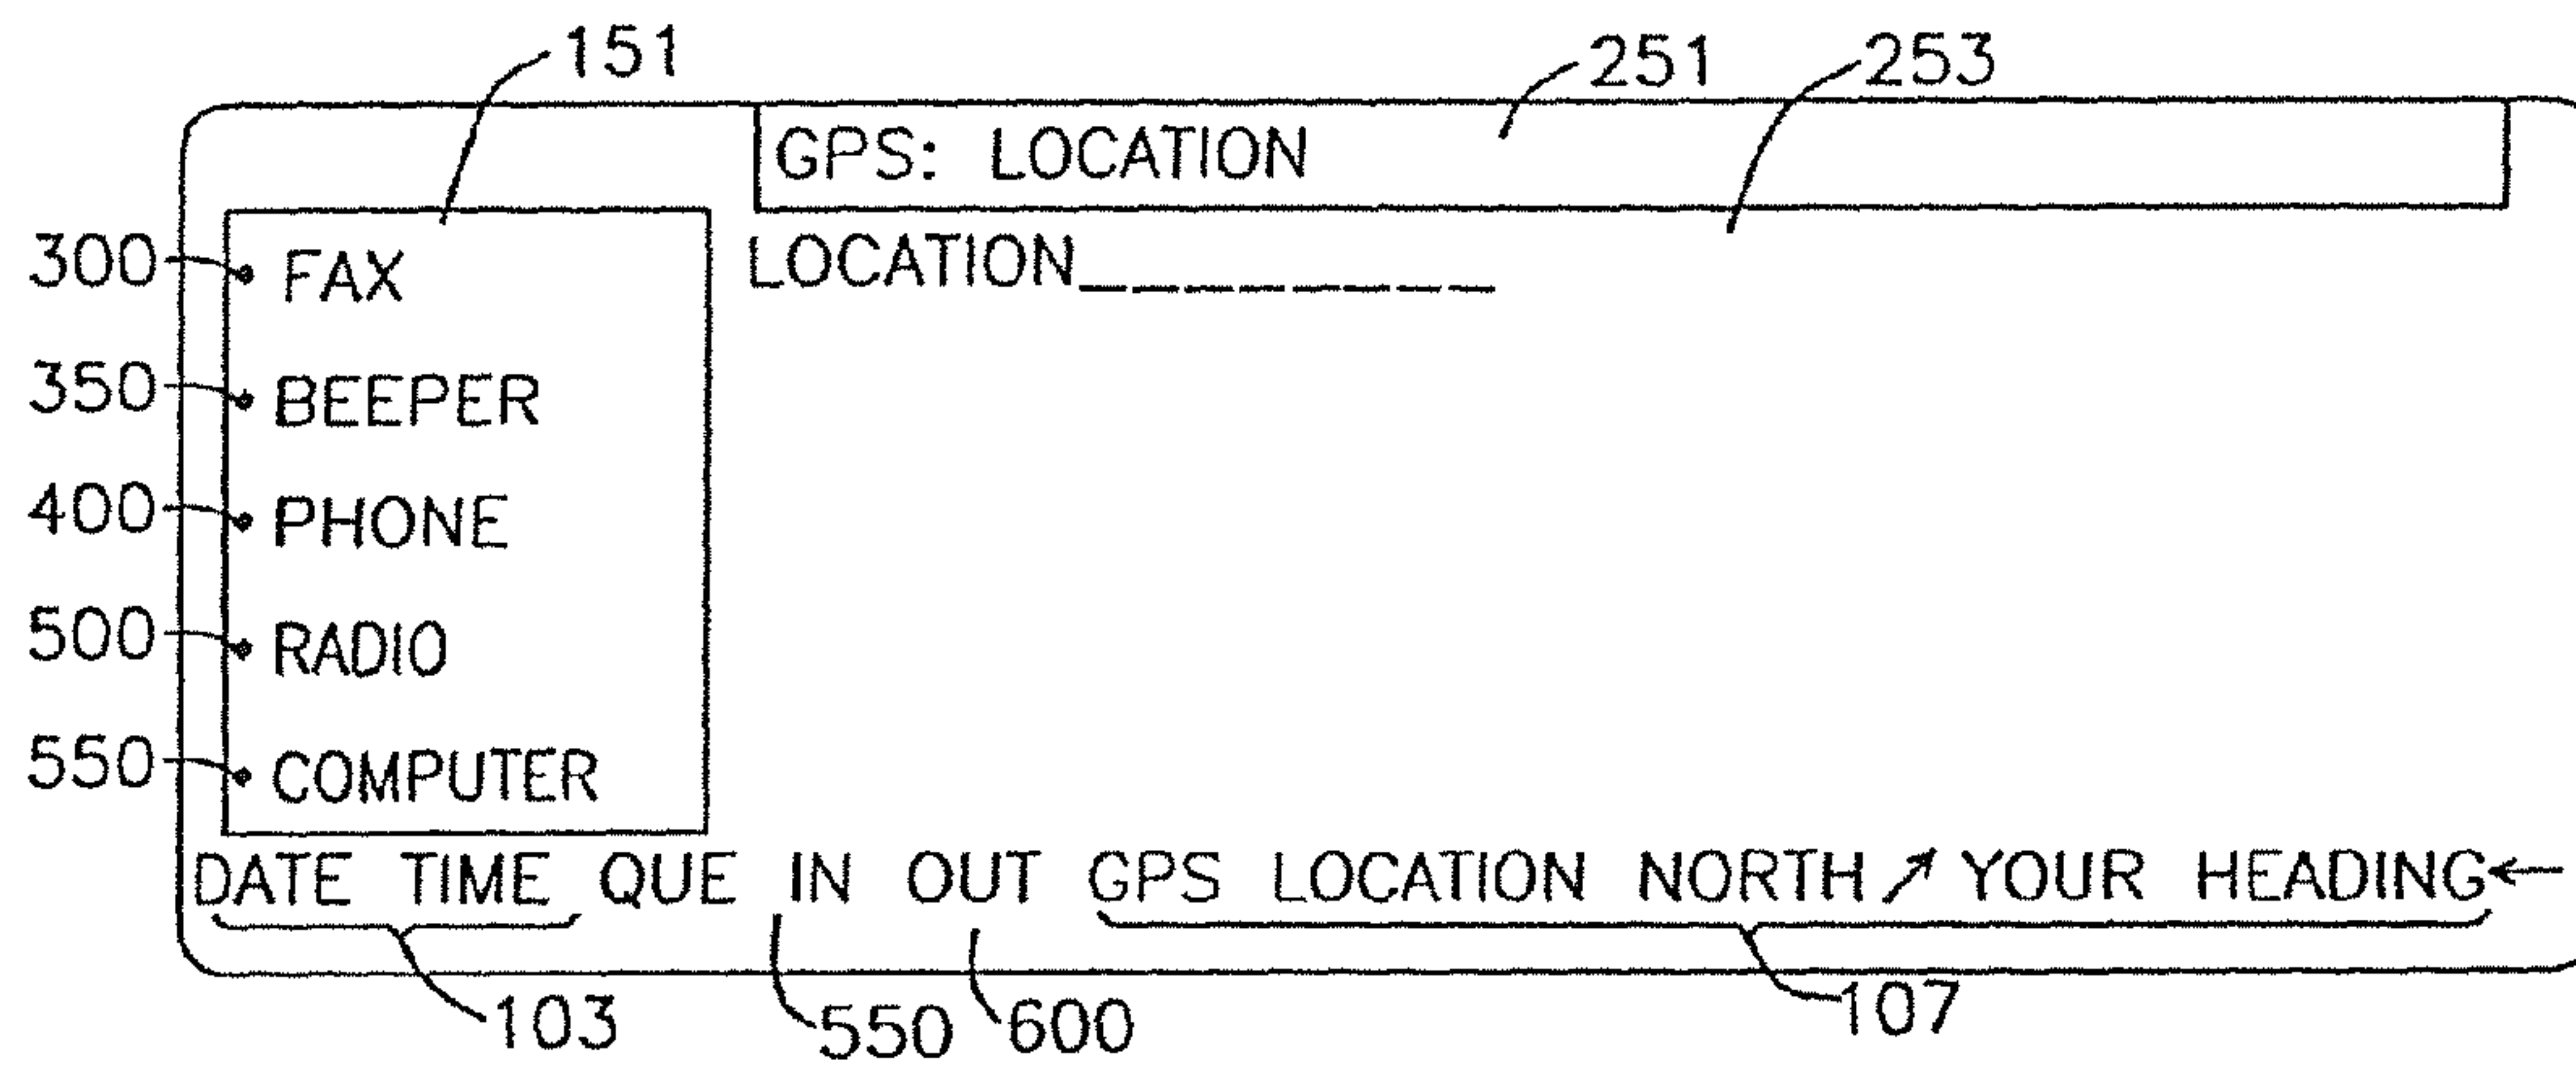 151 251 253
GPS: LOCATION
300 FAX LOCATION________
350 BEEPER
400 PHONE
500 RADIO
550 COMPUTER
DATE TIME QUE IN OUT GPS LOCATION NORTH↗ YOUR HEADING←
103 550 600 107